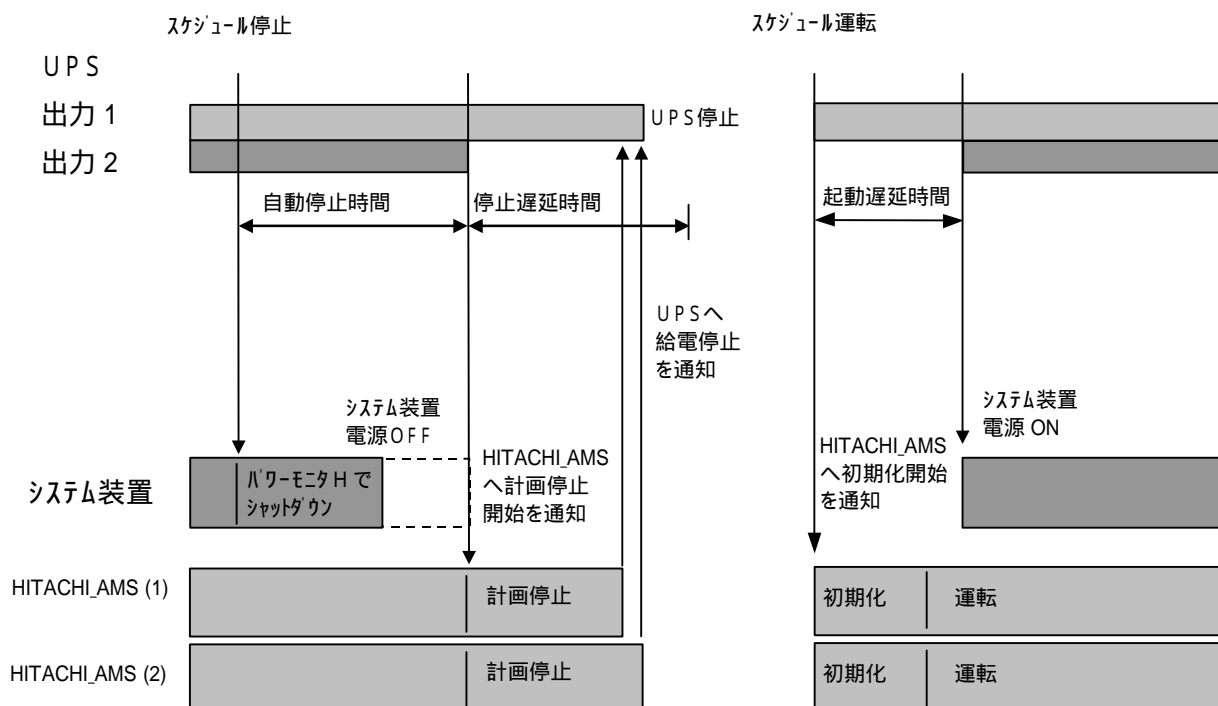 スケジュール停止
スケジュール運転
UPS
出力 1
UPS停止
出力 2
自動停止時間
停止遅延時間
起動遅延時間
UPSへ
給電停止
を通知
システム装置
電源OFF
システム装置
電源 ON
HITACHI_AMS
へ計画停止
開始を通知
HITACHI_AMS
へ初期化開始
を通知
システム装置
パワーモニタ H で
シャットダウン
HITACHI_AMS (1)
計画停止
初期化
運転
HITACHI_AMS (2)
計画停止
初期化
運転